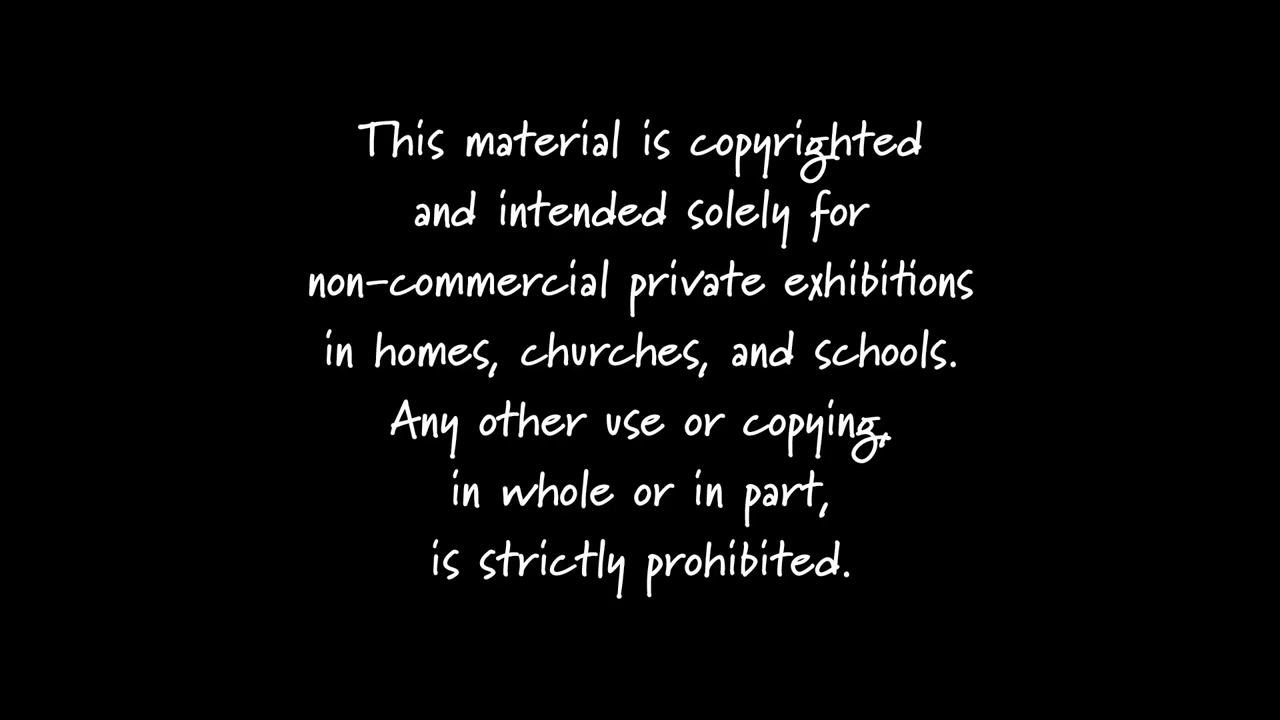 This material is copyrighted
and intended solely for
non-commercial private exhibitions
in homes, churches, and schools.
Any other use or copying,
in whole or in part,
is strictly prohibited.